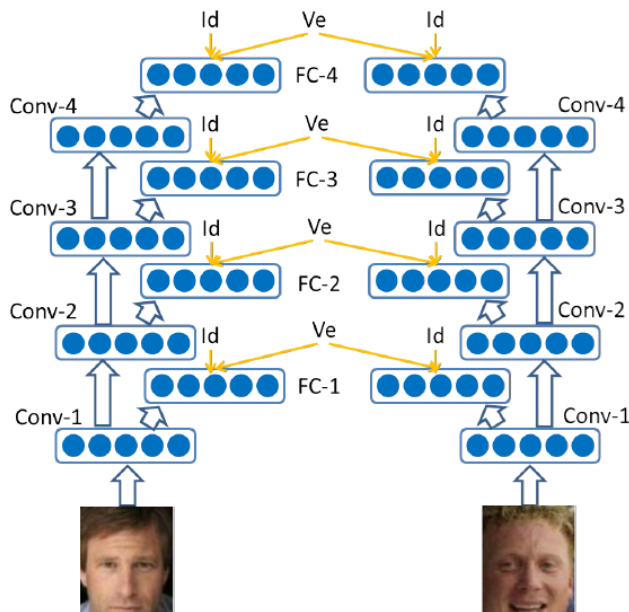 Id Ve Id
FC-4
Conv-4 Conv-4
Id Ve Id
FC-3
Conv-3 Conv-3
Id Ve Id
FC-2
Conv-2 Conv-2
Id Ve Id
FC-1
Conv-1 Conv-1